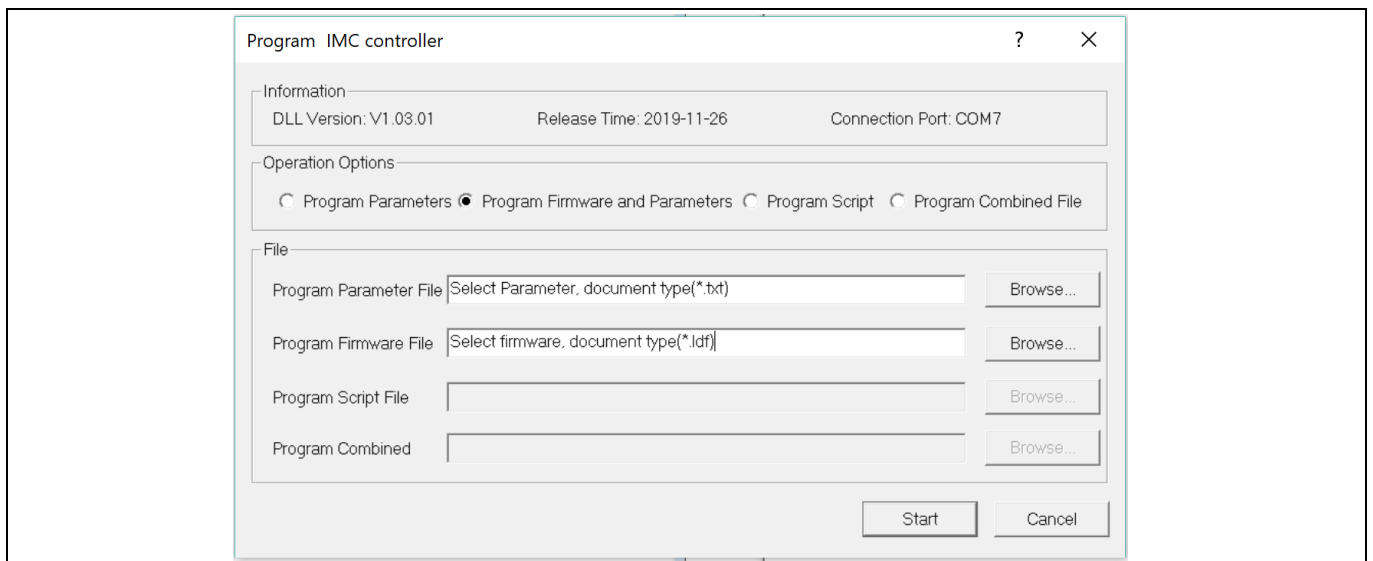 Program IMC controller ?
Information
DLL Version: V1.03.01 Release Time: 2019-11-26 Connection Port: COM7
Operation Options
Program Parameters Program Firmware and Parameters Program Script Program Combined File
File
Program Parameter File Select Parameter, document type(*.txt) Browse...
Program Firmware File Select firmware, document type(*.ldf) Browse...
Program Script File Browse...
Program Combined Browse...
Start Cancel